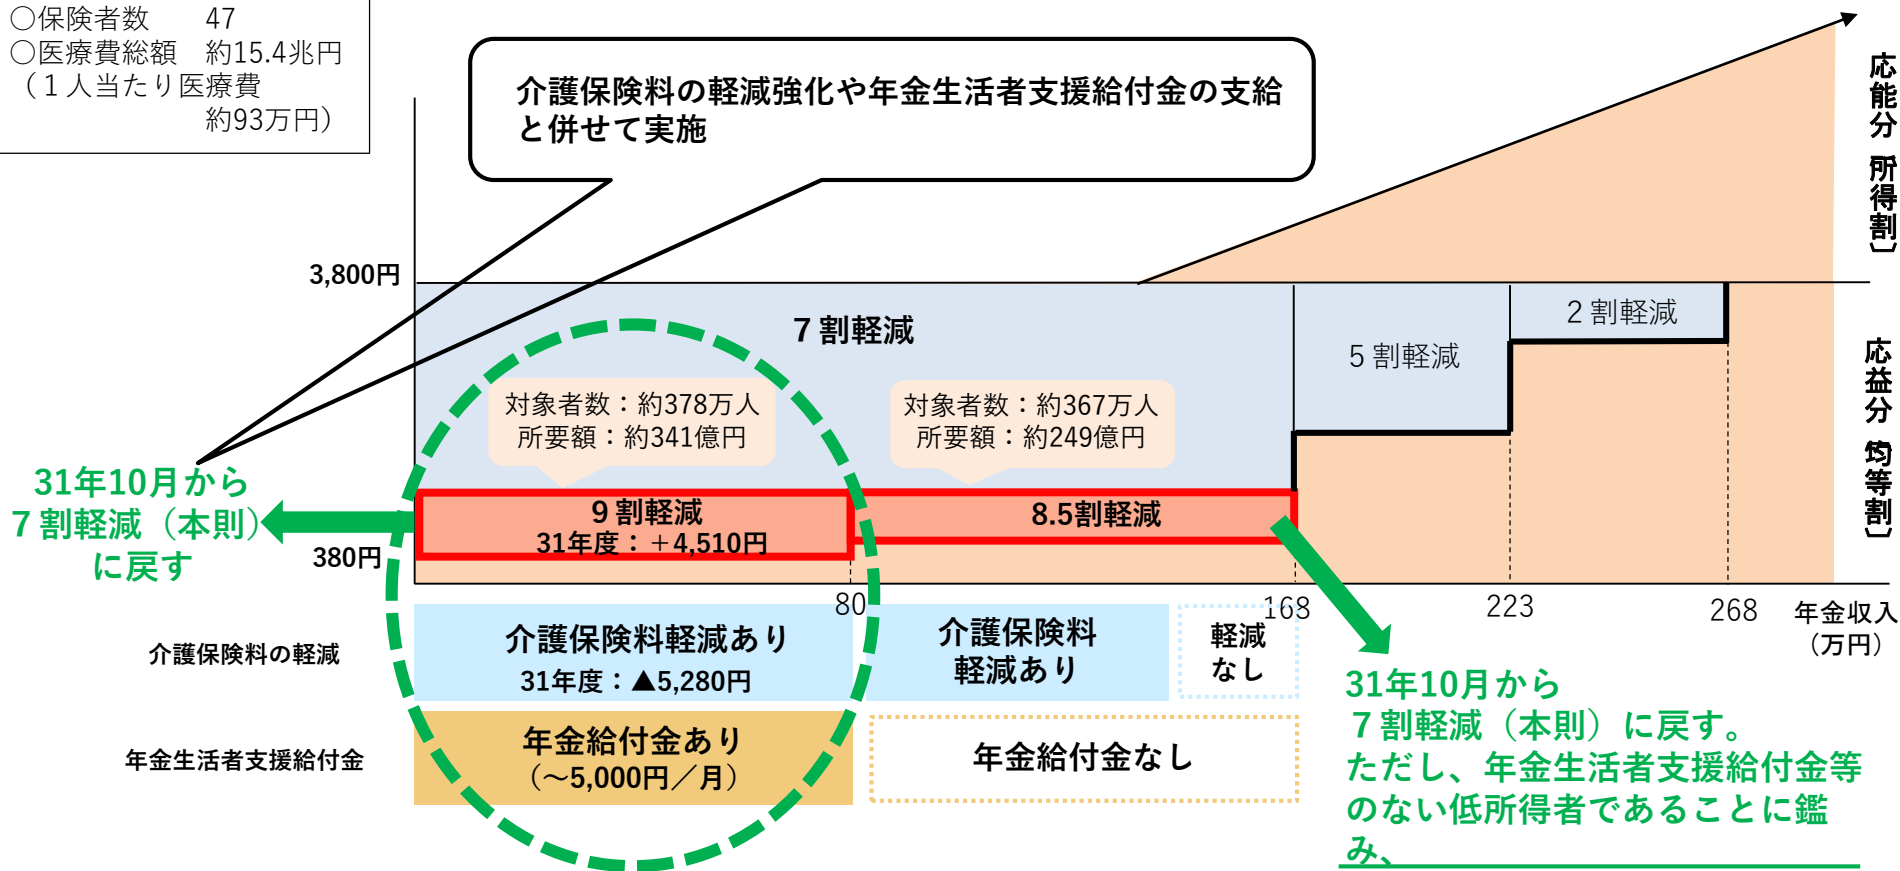 ○保険者数　47
○医療費総額　約15.4兆円
（１人当たり医療費
約93万円）
介護保険料の軽減強化や年金生活者支援給付金の支給
と併せて実施
応能分〔所得割〕
3,800円
７割軽減
２割軽減
５割軽減
応益分〔均等割〕
対象者数：約378万人
所要額：約341億円
対象者数：約367万人
所要額：約249億円
31年10月から
７割軽減（本則）
に戻す
９割軽減
31年度：＋4,510円
8.5割軽減
380円
80
168
223
268
年金収入
（万円）
介護保険料の軽減
介護保険料軽減あり
31年度：▲5,280円
介護保険料
軽減あり
軽減
なし
年金生活者支援給付金
年金給付金あり
（～5,000円／月）
年金給付金なし
31年10月から
７割軽減（本則）に戻す。
ただし、年金生活者支援給付金等
のない低所得者であることに鑑
み、